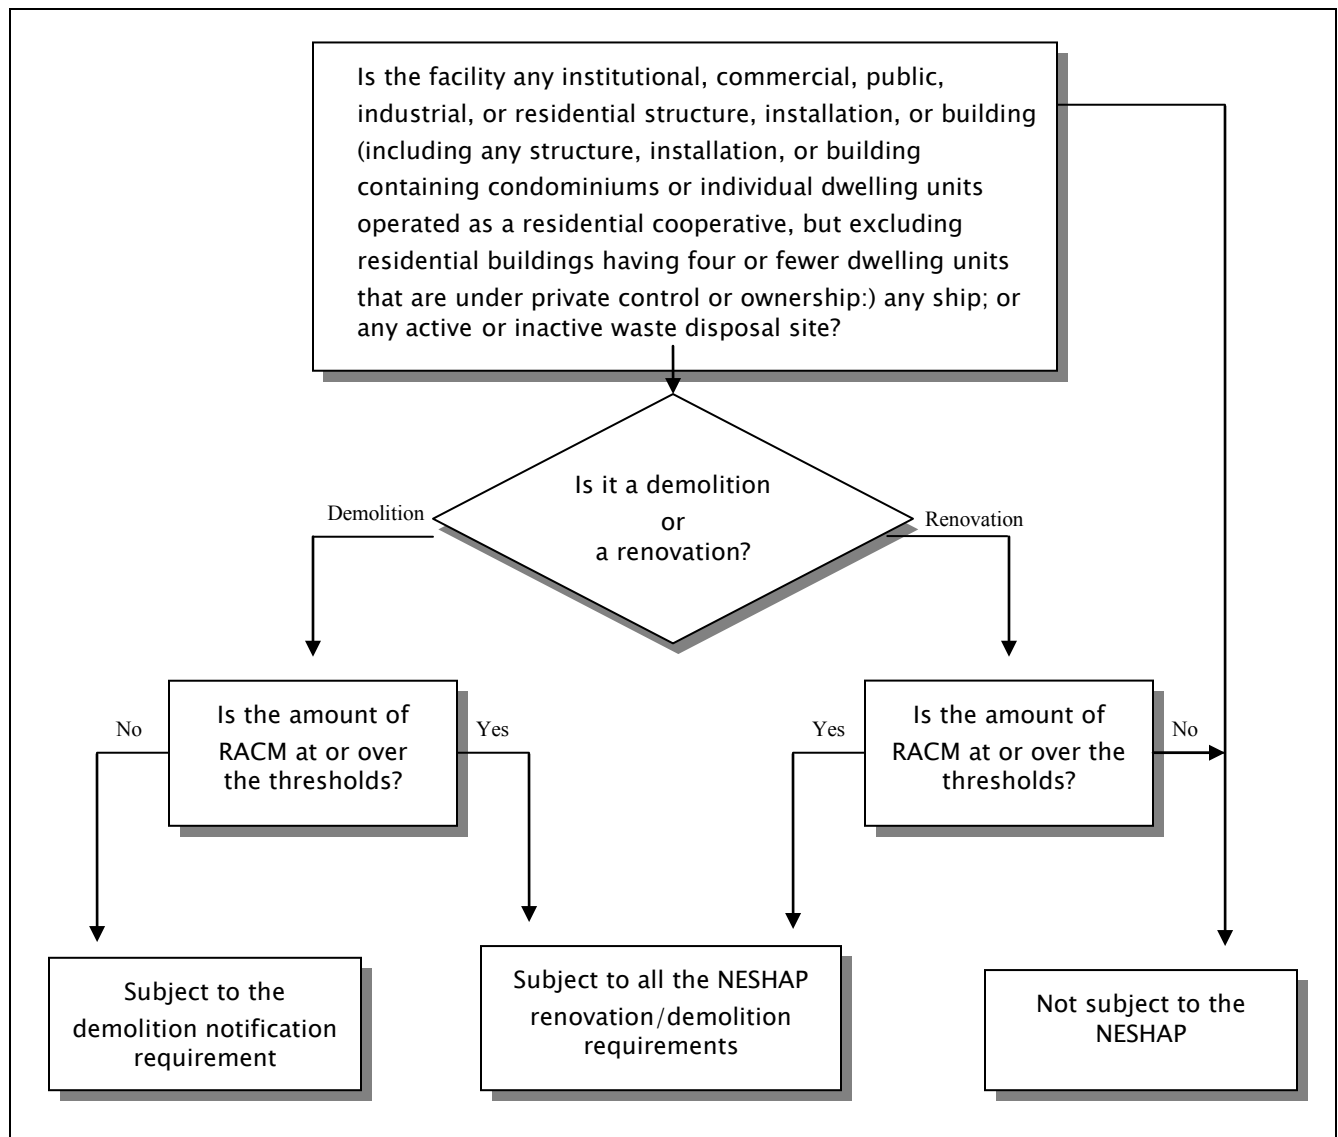 Is the facility any institutional, commercial, public,
industrial, or residential structure, installation, or building
(including any structure, installation, or building
containing condominiums or individual dwelling units
operated as a residential cooperative, but excluding
residential buildings having four or fewer dwelling units
that are under private control or ownership:) any ship; or
any active or inactive waste disposal site?
Is it a demolition
or
a renovation?
Demolition
Renovation
Is the amount of
RACM at or over
the thresholds?
No
Yes
Is the amount of
RACM at or over the
thresholds?
Yes
No
Subject to the
demolition notification
requirement
Subject to all the NESHAP
renovation/demolition
requirements
Not subject to the
NESHAP